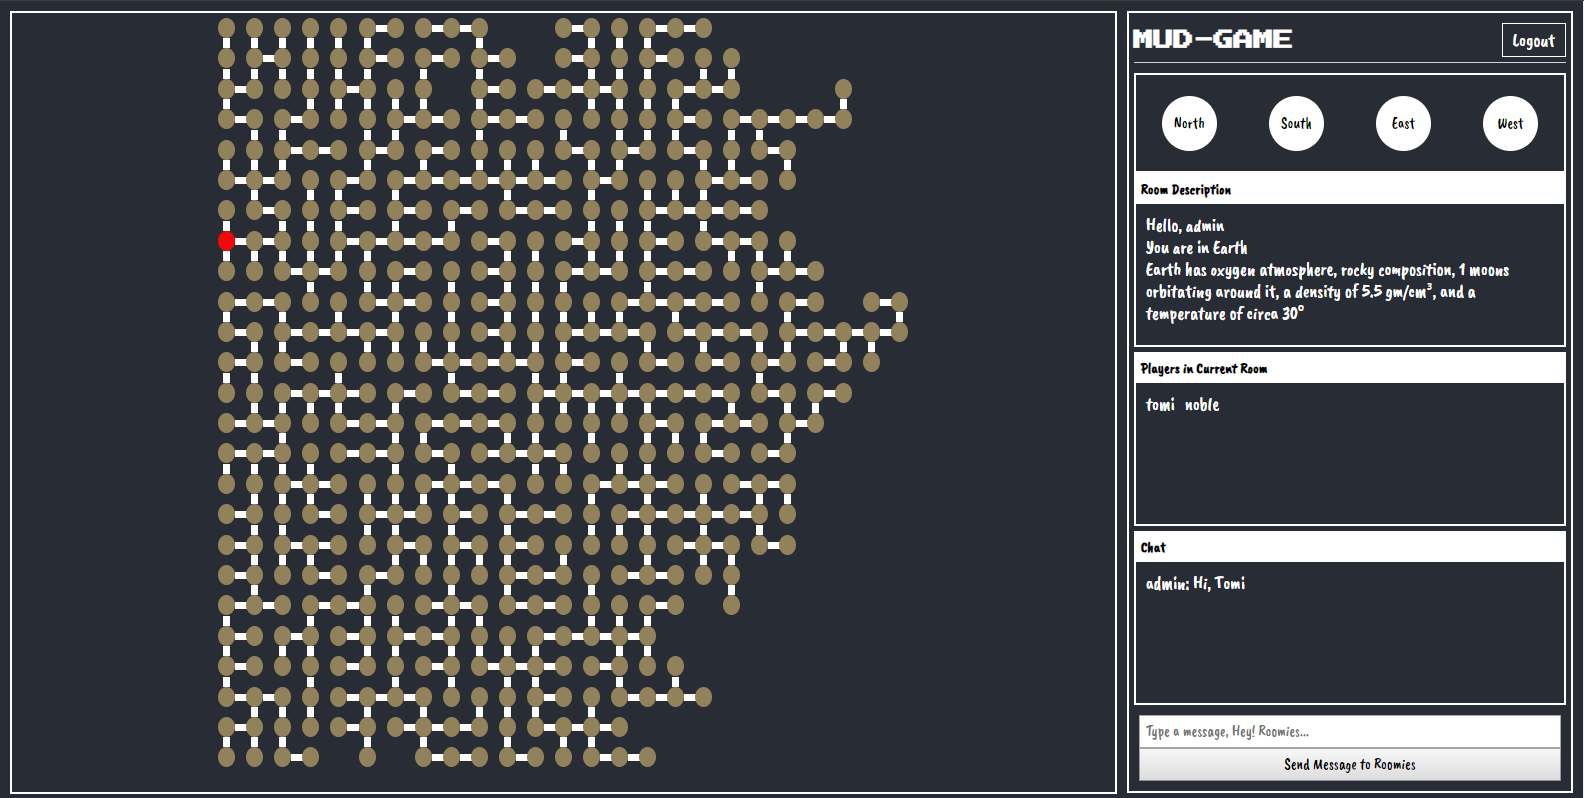 MUD-GAME
Logout
North South East West
Room Description
Hello, admin
You are in Earth
Earth has oxygen atmosphere, rocky composition, 1 moons
orbitating around it, a density of 5.5 gm/cm³, and a
temperature of circa 30°
Players in Current Room
tomi noble
Chat
admin: Hi, Tomi
Type a message, Hey! Roomies...
Send Message to Roomies